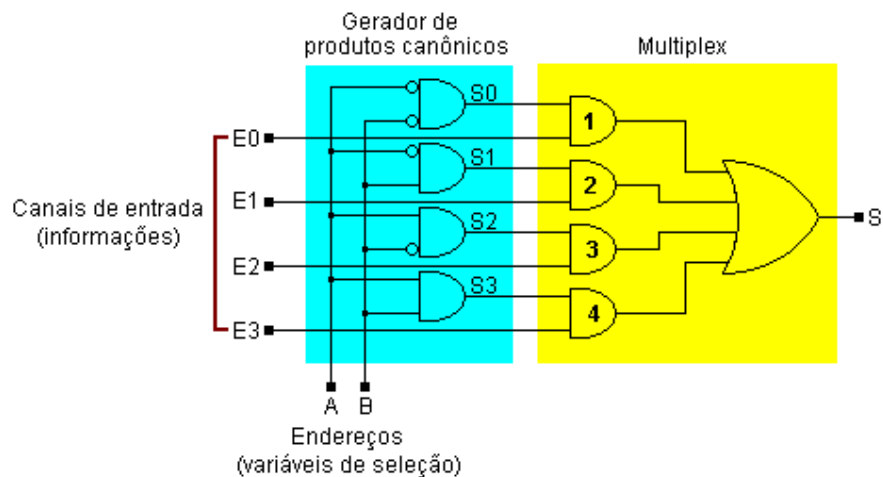 Gerador de
produtos canônicos
Multiplex
S0
1
E0
S1
2
E1
Canais de entrada
(informações)
S
S2
3
E2
S3
4
E3
A B
Endereços
(variáveis de seleção)